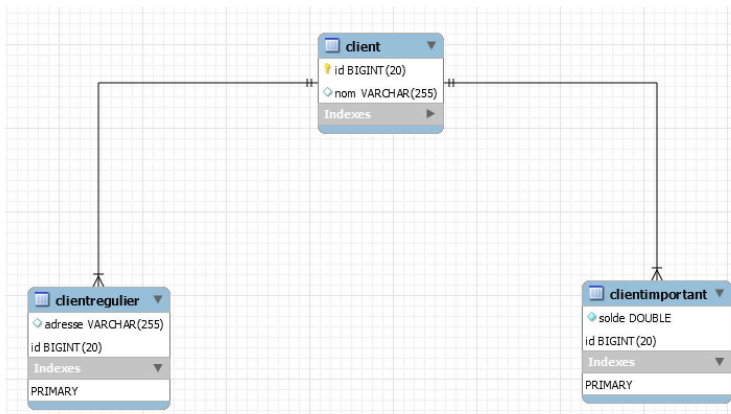 client
id BIGINT(20)
nom VARCHAR(255)
Indexes
clientregulier
adresse VARCHAR(255)
id BIGINT(20)
Indexes
PRIMARY
clientimportant
solde DOUBLE
id BIGINT(20)
Indexes
PRIMARY